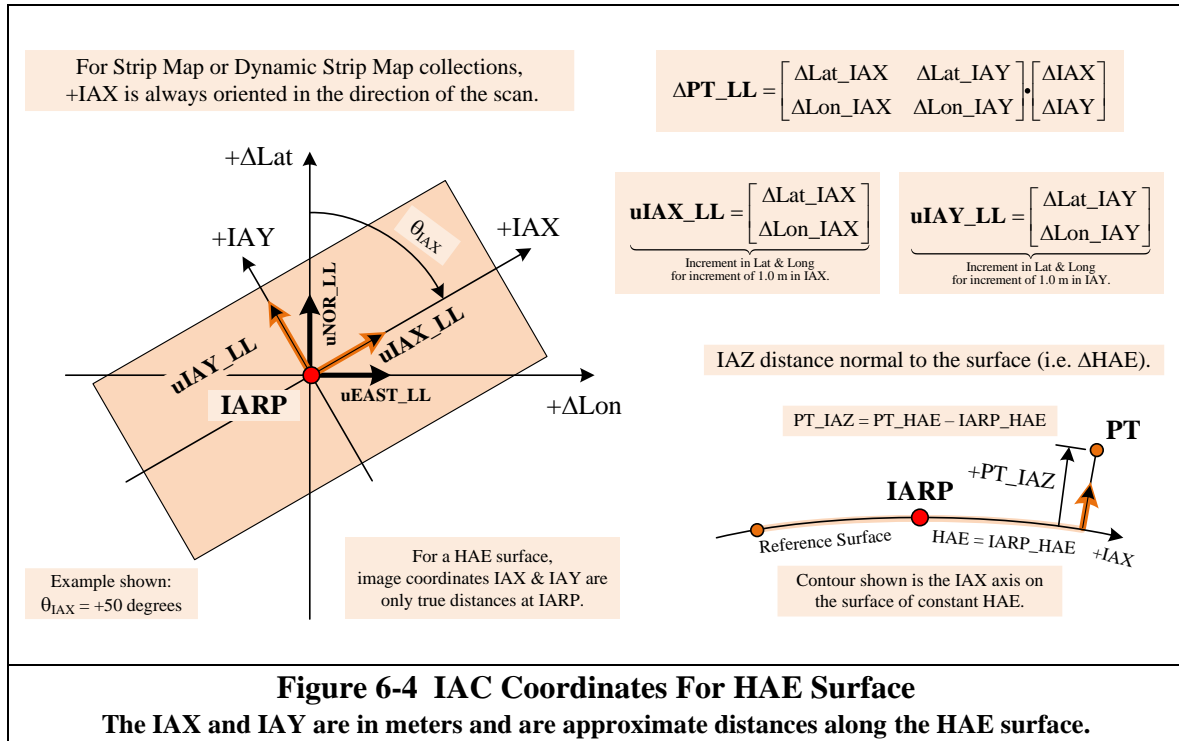 For Strip Map or Dynamic Strip Map collections,
+IAX is always oriented in the direction of the scan.
ΔPT_LL = [ΔLat_IAX ΔLat_IAY; ΔLon_IAX ΔLon_IAY] • [ΔIAX; ΔIAY]
+ΔLat
+IAY
θIAX
+IAX
uNOR_LL
uIAY_LL
uIAX_LL
IARP
uEAST_LL
+ΔLon
uIAX_LL = [ΔLat_IAX; ΔLon_IAX]
Increment in Lat & Long
for increment of 1.0 m in IAX.
uIAY_LL = [ΔLat_IAY; ΔLon_IAY]
Increment in Lat & Long
for increment of 1.0 m in IAY.
IAZ distance normal to the surface (i.e. ΔHAE).
PT_IAZ = PT_HAE – IARP_HAE
PT
+PT_IAZ
IARP
Reference Surface
HAE = IARP_HAE
+IAX
Contour shown is the IAX axis on
the surface of constant HAE.
Example shown:
θIAX = +50 degrees
For a HAE surface,
image coordinates IAX & IAY are
only true distances at IARP.
Figure 6-4 IAC Coordinates For HAE Surface
The IAX and IAY are in meters and are approximate distances along the HAE surface.